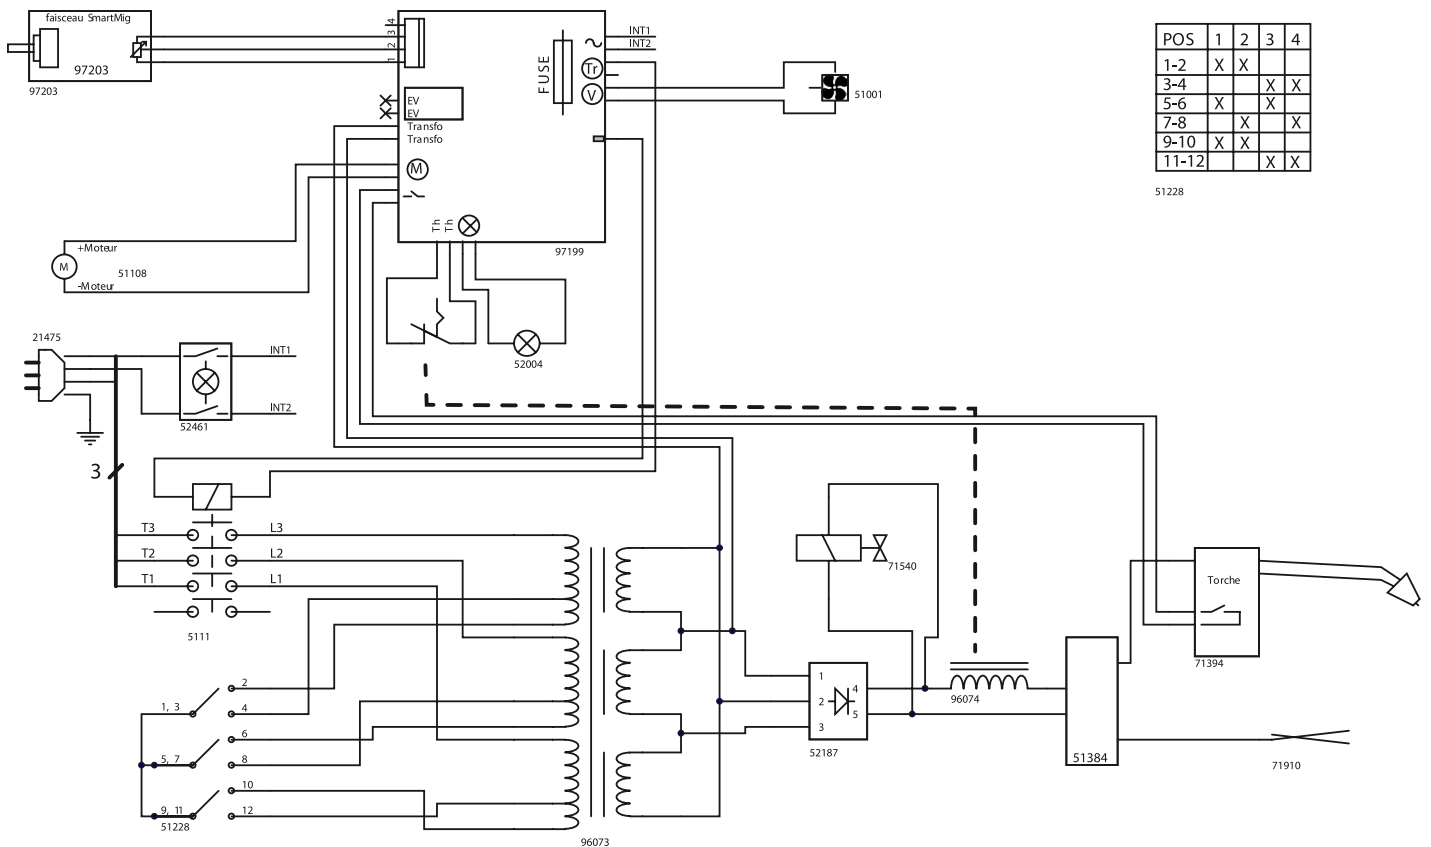 faisceau SmartMig
97203
97203
4
3
2
1
FUSE
INT1
INT2
Tr
V
51001
EV
EV
Transfo
Transfo
M
Th
Th
97199
POS 1 2 3 4
1-2 X X
3-4 X X
5-6 X X
7-8 X X
9-10 X X
11-12 X X
51228
+Moteur
M
51108
-Moteur
21475
INT1
INT2
52461
52004
3
T3 L3
T2 L2
T1 L1
5111
2
1, 3
4
6
5, 7
8
10
9, 11
12
51228
96073
71540
1
2
3
4
5
52187
96074
51384
Torche
71394
71910